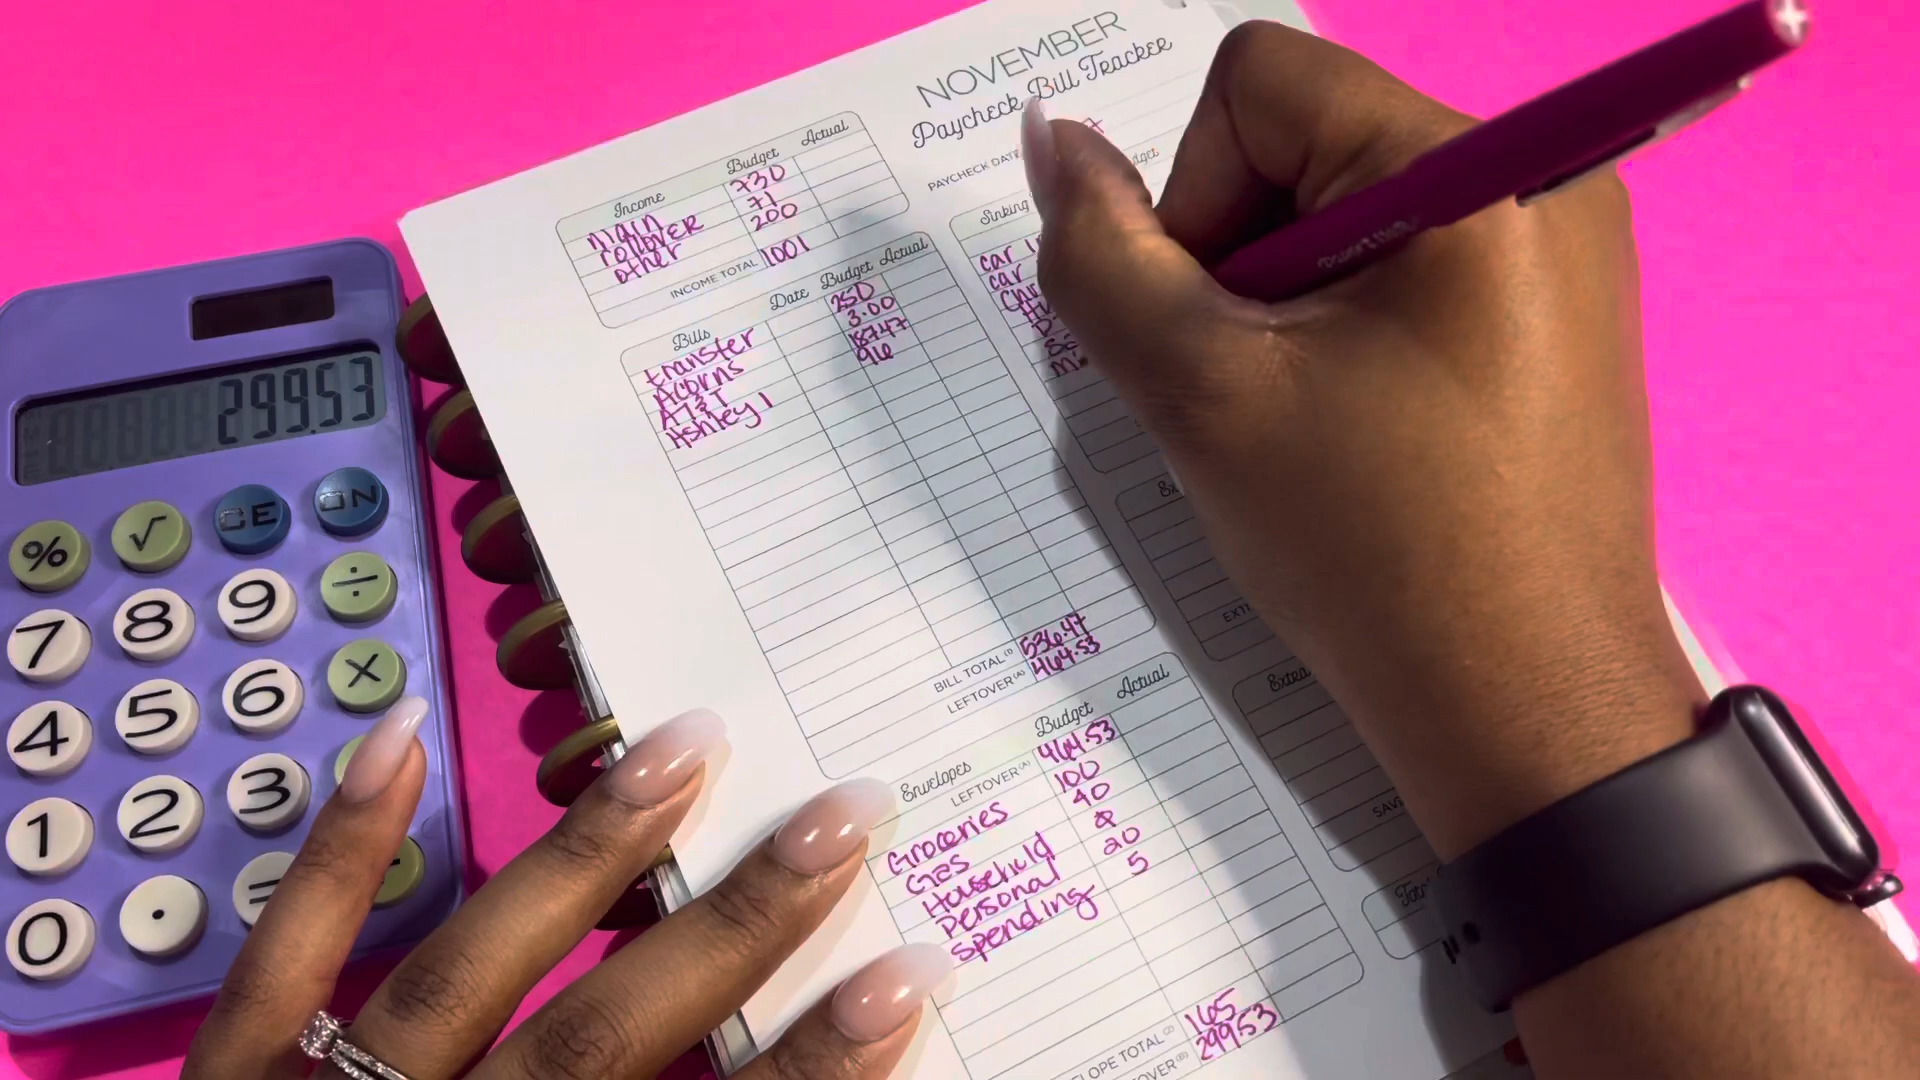 NOVEMBER
Paycheck Bill Tracker
PAYCHECK DATE
Income Budget Actual
main 730
rollover 71
other 200
INCOME TOTAL 1001
Bills Date Budget Actual
transfer 250
Acorns 3.00
AT&T 187.47
Ashley 1 96
BILL TOTAL (1) 536.47
LEFTOVER (A) 464.53
Envelopes Budget Actual
LEFTOVER (A) 464.53
Groceries 100
Gas 40
Household
Personal 20
spending 5
165
299.53
Sinking
car
car
Extra
299.53
% √ CE ON
7 8 9 ÷
4 5 6 X
1 2 3
0 . =